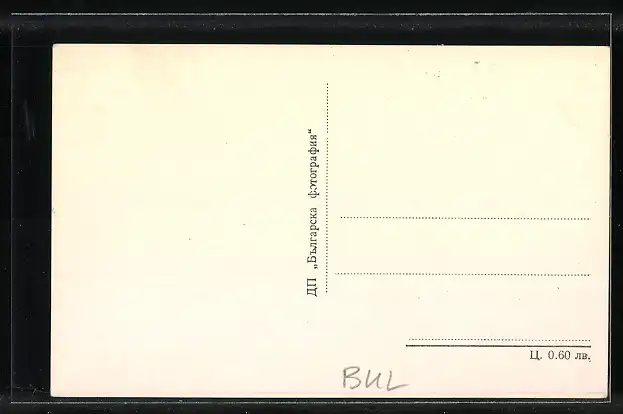 ДП „Българска фотография“
Ц. 0.60 лв.
BUL